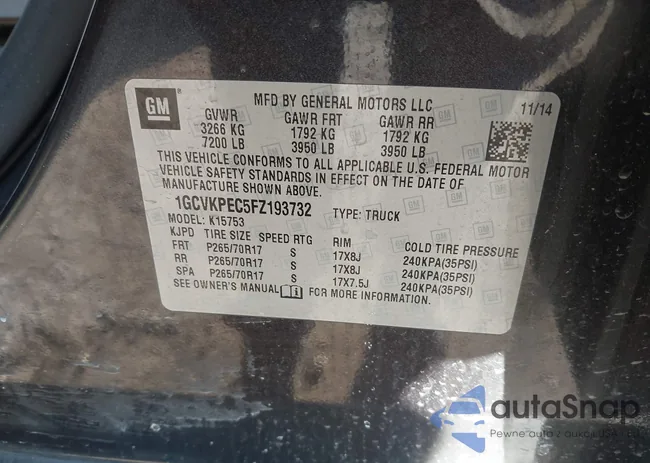 GM
MFD BY GENERAL MOTORS LLC
11/14
GVWR GAWR FRT GAWR RR
3266 KG 1792 KG 1792 KG
7200 LB 3950 LB 3950 LB
THIS VEHICLE CONFORMS TO ALL APPLICABLE U.S. FEDERAL MOTOR
VEHICLE SAFETY STANDARDS IN EFFECT ON THE DATE OF
MANUFACTURE SHOWN ABOVE.
1GCVKPEC5FZ193732 TYPE: TRUCK
MODEL: K15753
KJPD TIRE SIZE SPEED RTG RIM COLD TIRE PRESSURE
FRT P265/70R17 S 17X8J 240KPA(35PSI)
RR P265/70R17 S 17X8J 240KPA(35PSI)
SPA P265/70R17 S 17X7.5J 240KPA(35PSI)
SEE OWNER'S MANUAL FOR MORE INFORMATION.
autaSnap
Pewne auto z aukcji USA